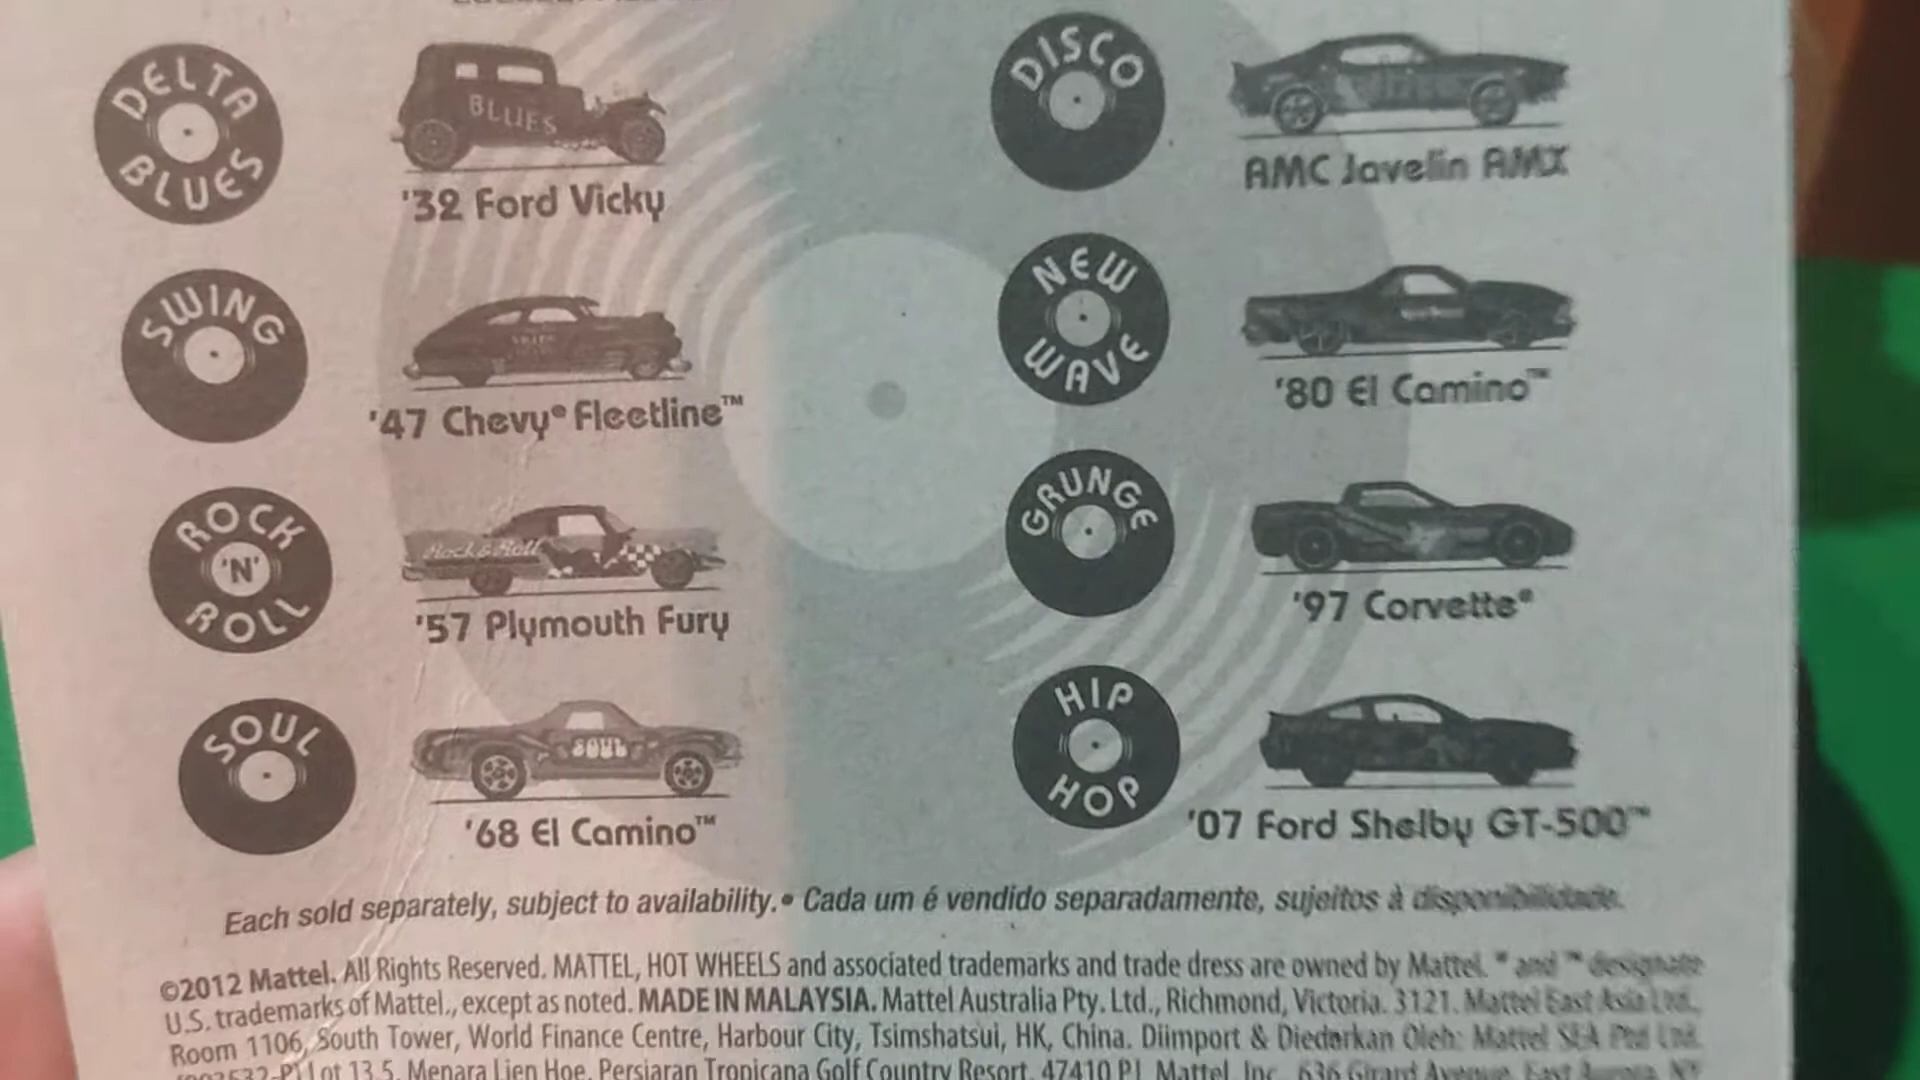 DELTA BLUES
BLUES
'32 Ford Vicky
SWING
'47 Chevy® Fleetline™
ROCK 'N' ROLL
Rock & Roll
'57 Plymouth Fury
SOUL
SOUL
'68 El Camino™
DISCO
AMC Javelin AMX
NEW WAVE
'80 El Camino™
GRUNGE
'97 Corvette®
HIP HOP
'07 Ford Shelby GT-500™
Each sold separately, subject to availability. • Cada um é vendido separadamente, sujeitos à disponibilidade.
©2012 Mattel. All Rights Reserved. MATTEL, HOT WHEELS and associated trademarks and trade dress are owned by Mattel. ® and ™ designate
U.S. trademarks of Mattel., except as noted. MADE IN MALAYSIA. Mattel Australia Pty. Ltd., Richmond, Victoria. 3121. Mattel East Asia Ltd.,
Room 1106, South Tower, World Finance Centre, Harbour City, Tsimshatsui, HK, China. Diimport & Diedarkan Oleh: Mattel SEA Ptd Ltd.
Lot 13.5, Menara Lien Hoe, Persiaran Tropicana Golf Country Resort, 47410 PJ. Mattel, Inc., 636 Girard Avenue, East Aurora, NY